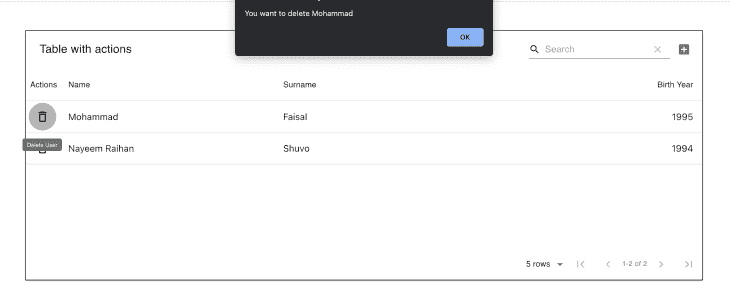 You want to delete Mohammad
OK
Table with actions
Search
Actions Name Surname Birth Year
Mohammad Faisal 1995
Delete User
Nayeem Raihan Shuvo 1994
5 rows 1-2 of 2